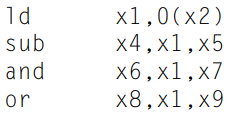 ld x1,0(x2)
sub x4,x1,x5
and x6,x1,x7
or x8,x1,x9